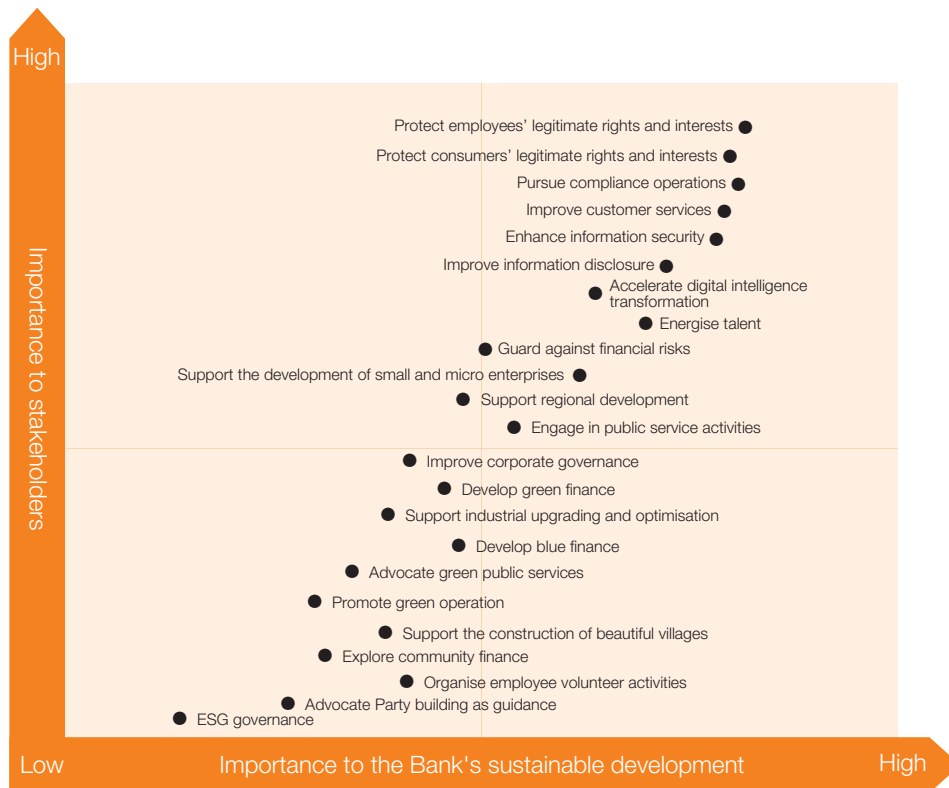 High
Importance to stakeholders
Protect employees’ legitimate rights and interests
Protect consumers’ legitimate rights and interests
Pursue compliance operations
Improve customer services
Enhance information security
Improve information disclosure
Accelerate digital intelligence
transformation
Energise talent
Guard against financial risks
Support the development of small and micro enterprises
Support regional development
Engage in public service activities
Improve corporate governance
Develop green finance
Support industrial upgrading and optimisation
Develop blue finance
Advocate green public services
Promote green operation
Support the construction of beautiful villages
Explore community finance
Organise employee volunteer activities
Advocate Party building as guidance
ESG governance
Low
Importance to the Bank's sustainable development
High